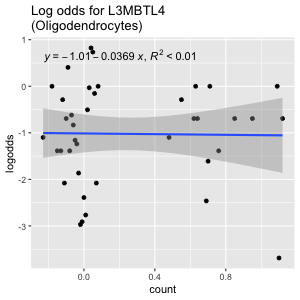 Log odds for L3MBTL4
(Oligodendrocytes)
y = −1.01 − 0.0369 x, R² < 0.01
logodds
1
0
-1
-2
-3
0.0
0.4
0.8
count